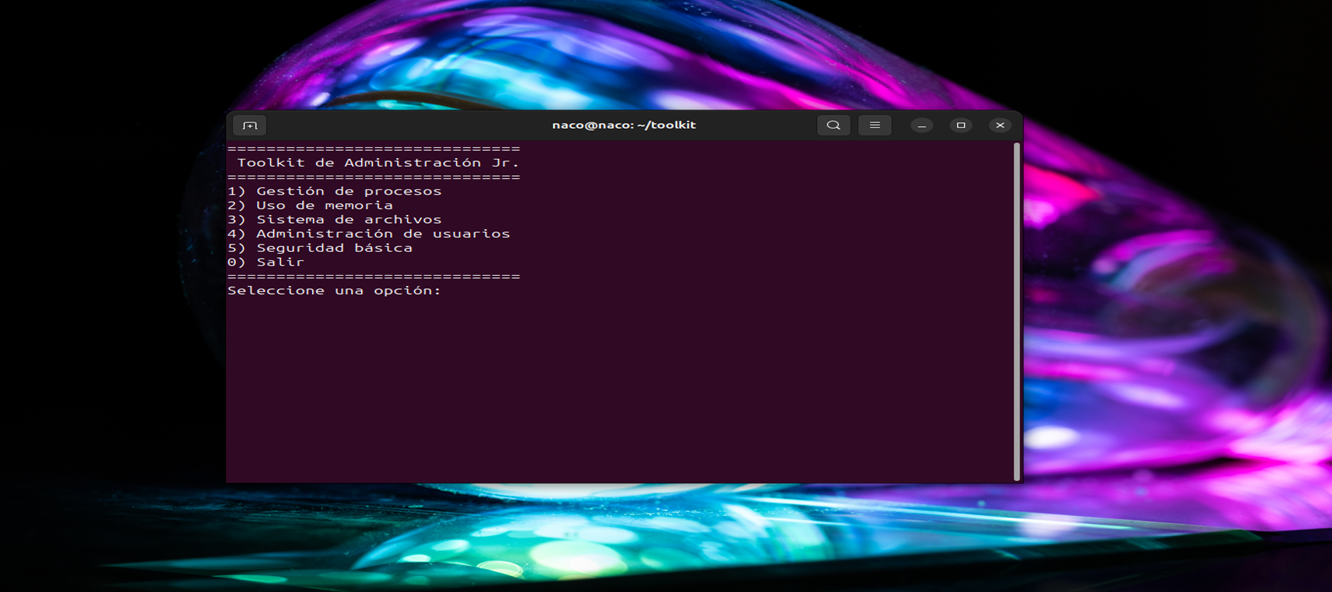 naco@naco: ~/toolkit
==============================
 Toolkit de Administración Jr.
==============================
1) Gestión de procesos
2) Uso de memoria
3) Sistema de archivos
4) Administración de usuarios
5) Seguridad básica
0) Salir
==============================
Seleccione una opción: